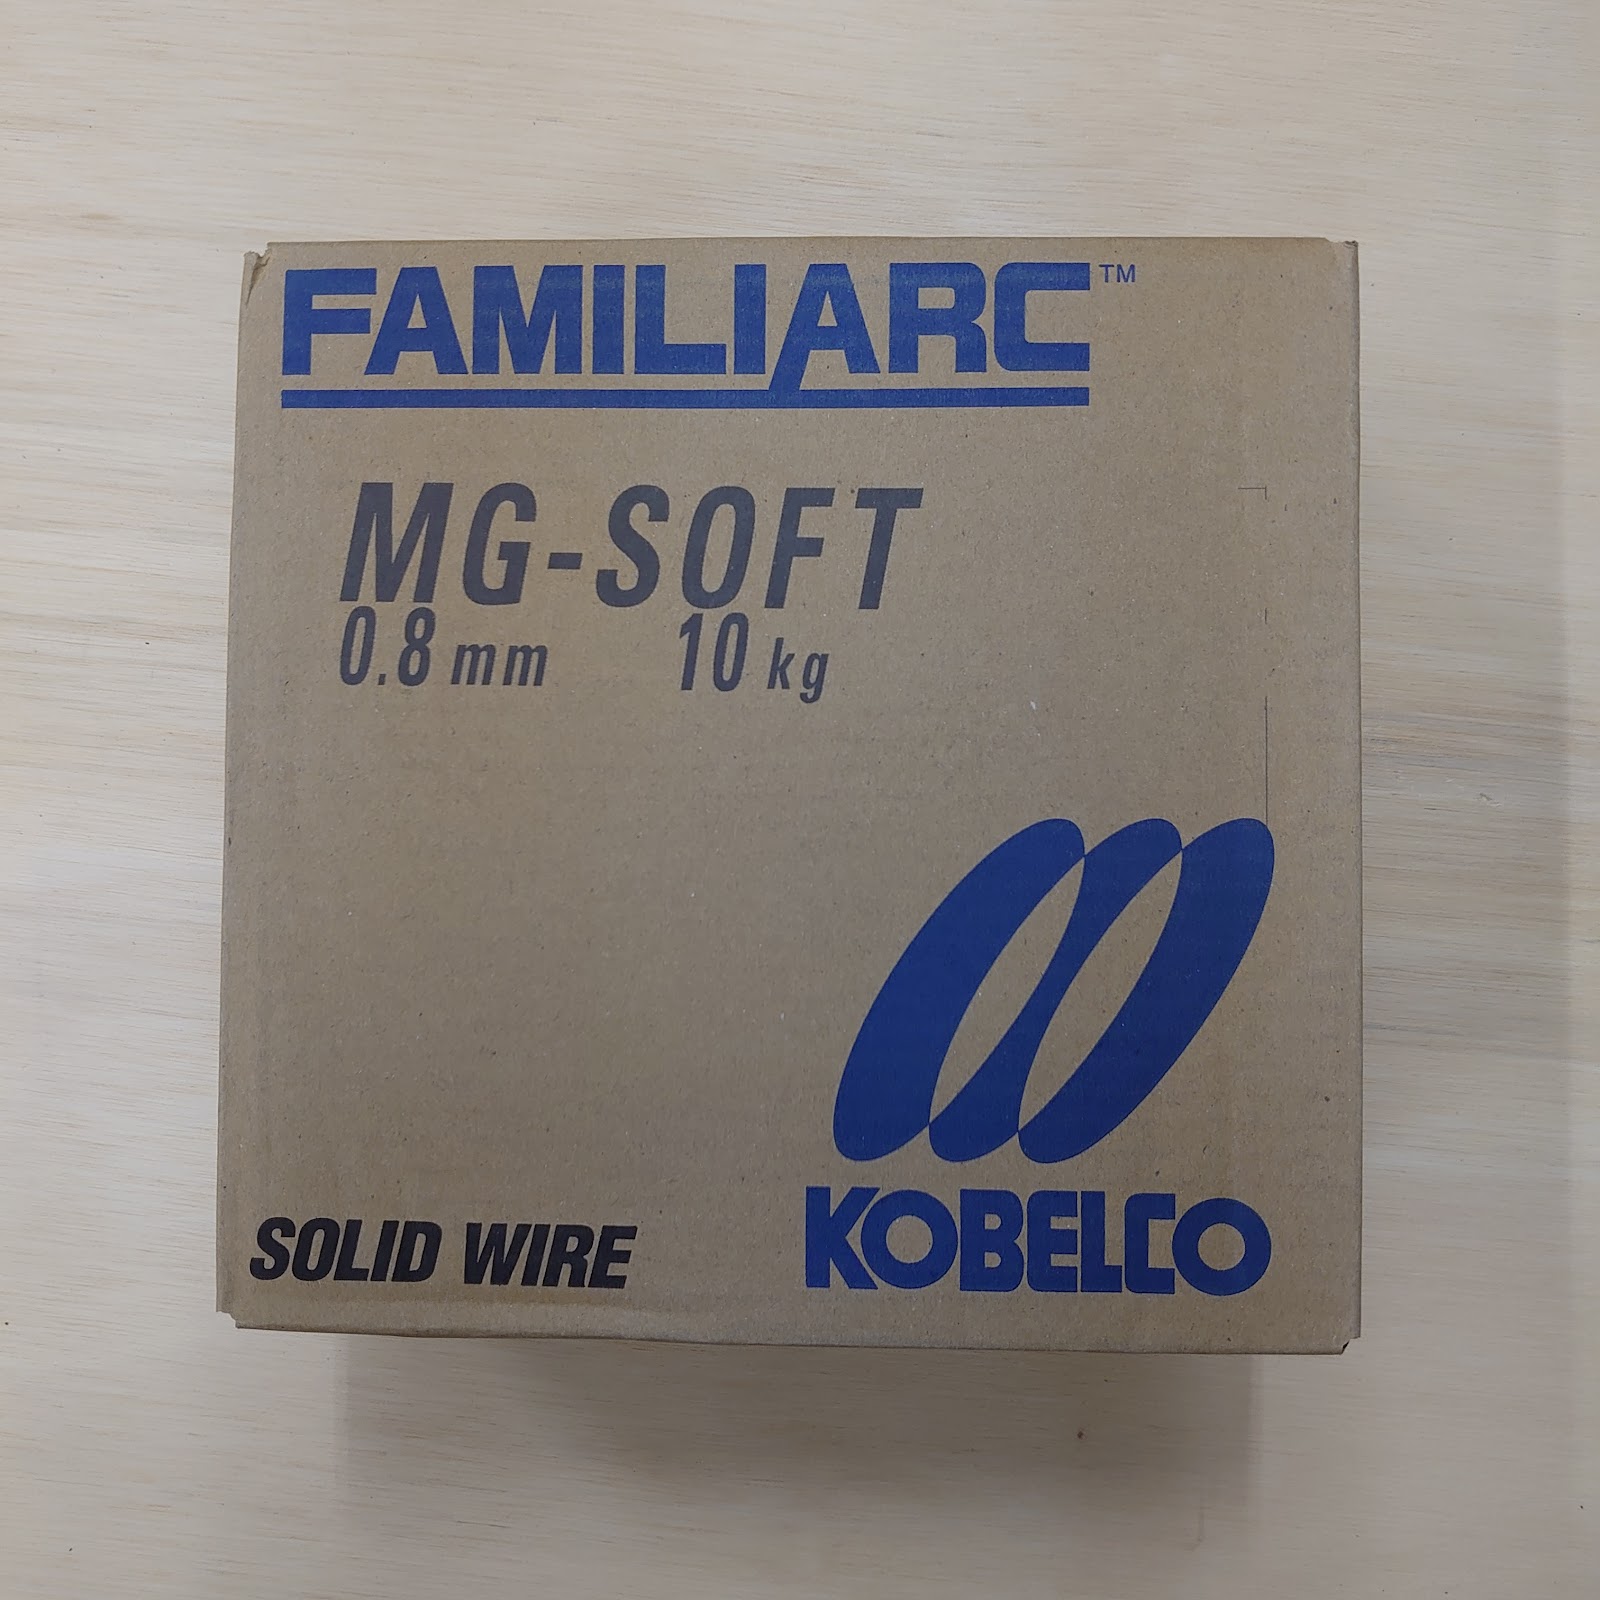 FAMILIARC™
MG-SOFT
0.8 mm 10 kg
KOBELCO
SOLID WIRE